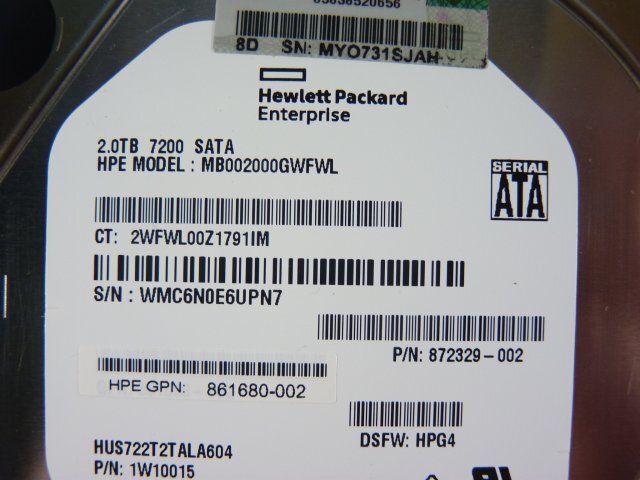 8D SN: MYO731SJAH
Hewlett Packard
Enterprise
2.0TB 7200 SATA
HPE MODEL : MB002000GWFWL
SERIAL
ATA
CT: 2WFWL00Z1791IM
S/N : WMC6N0E6UPN7
P/N: 872329-002
HPE GPN: 861680-002
DSFW: HPG4
HUS722T2TALA604
P/N: 1W10015